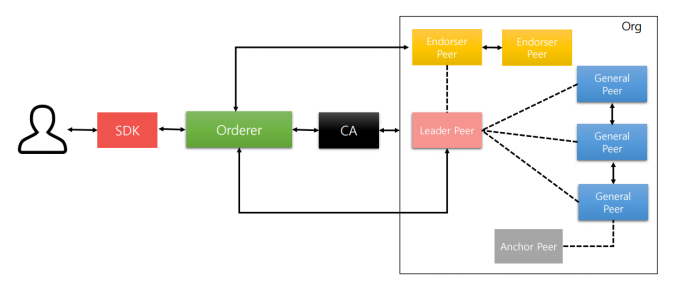 Org
Endorser
Peer
Endorser
Peer
General
Peer
SDK
Orderer
CA
Leader Peer
General
Peer
General
Peer
Anchor Peer